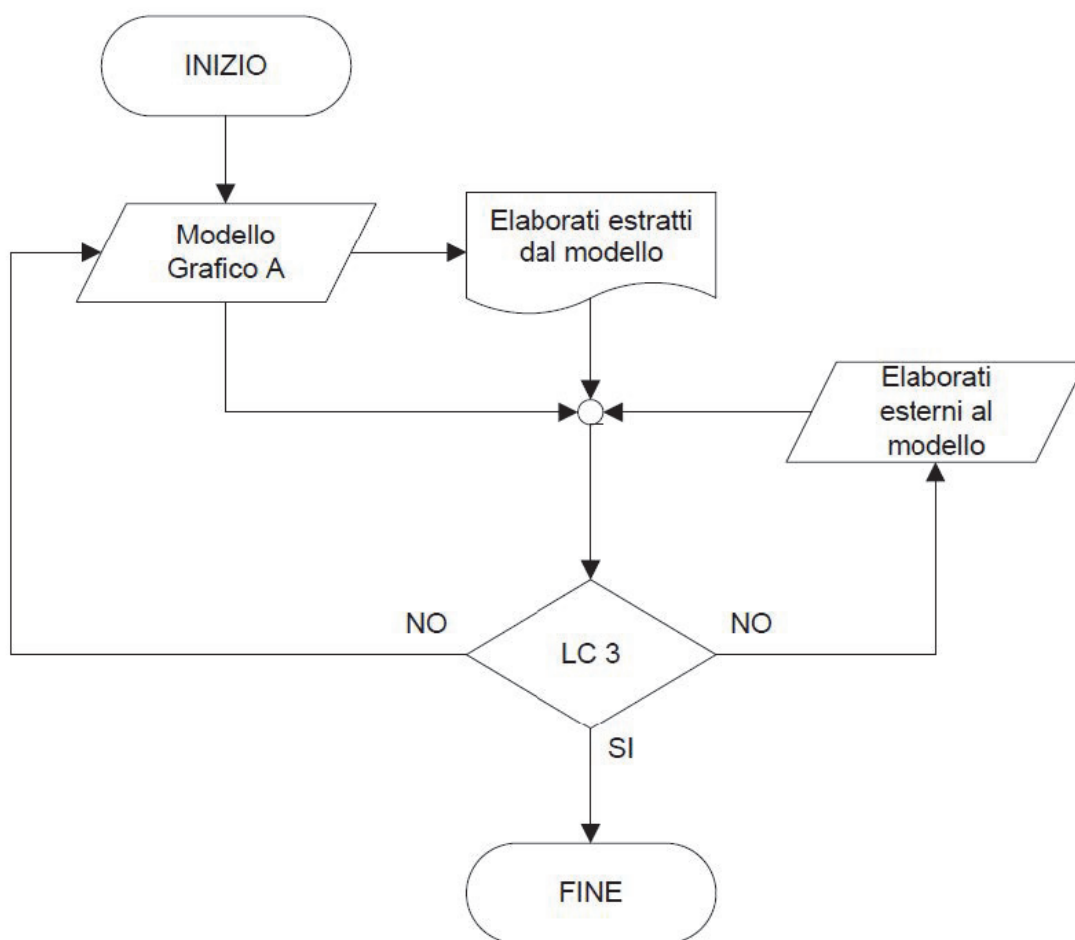 INIZIO
Modello
Grafico A
Elaborati estratti
dal modello
Elaborati
esterni al
modello
NO
LC 3
NO
SI
FINE